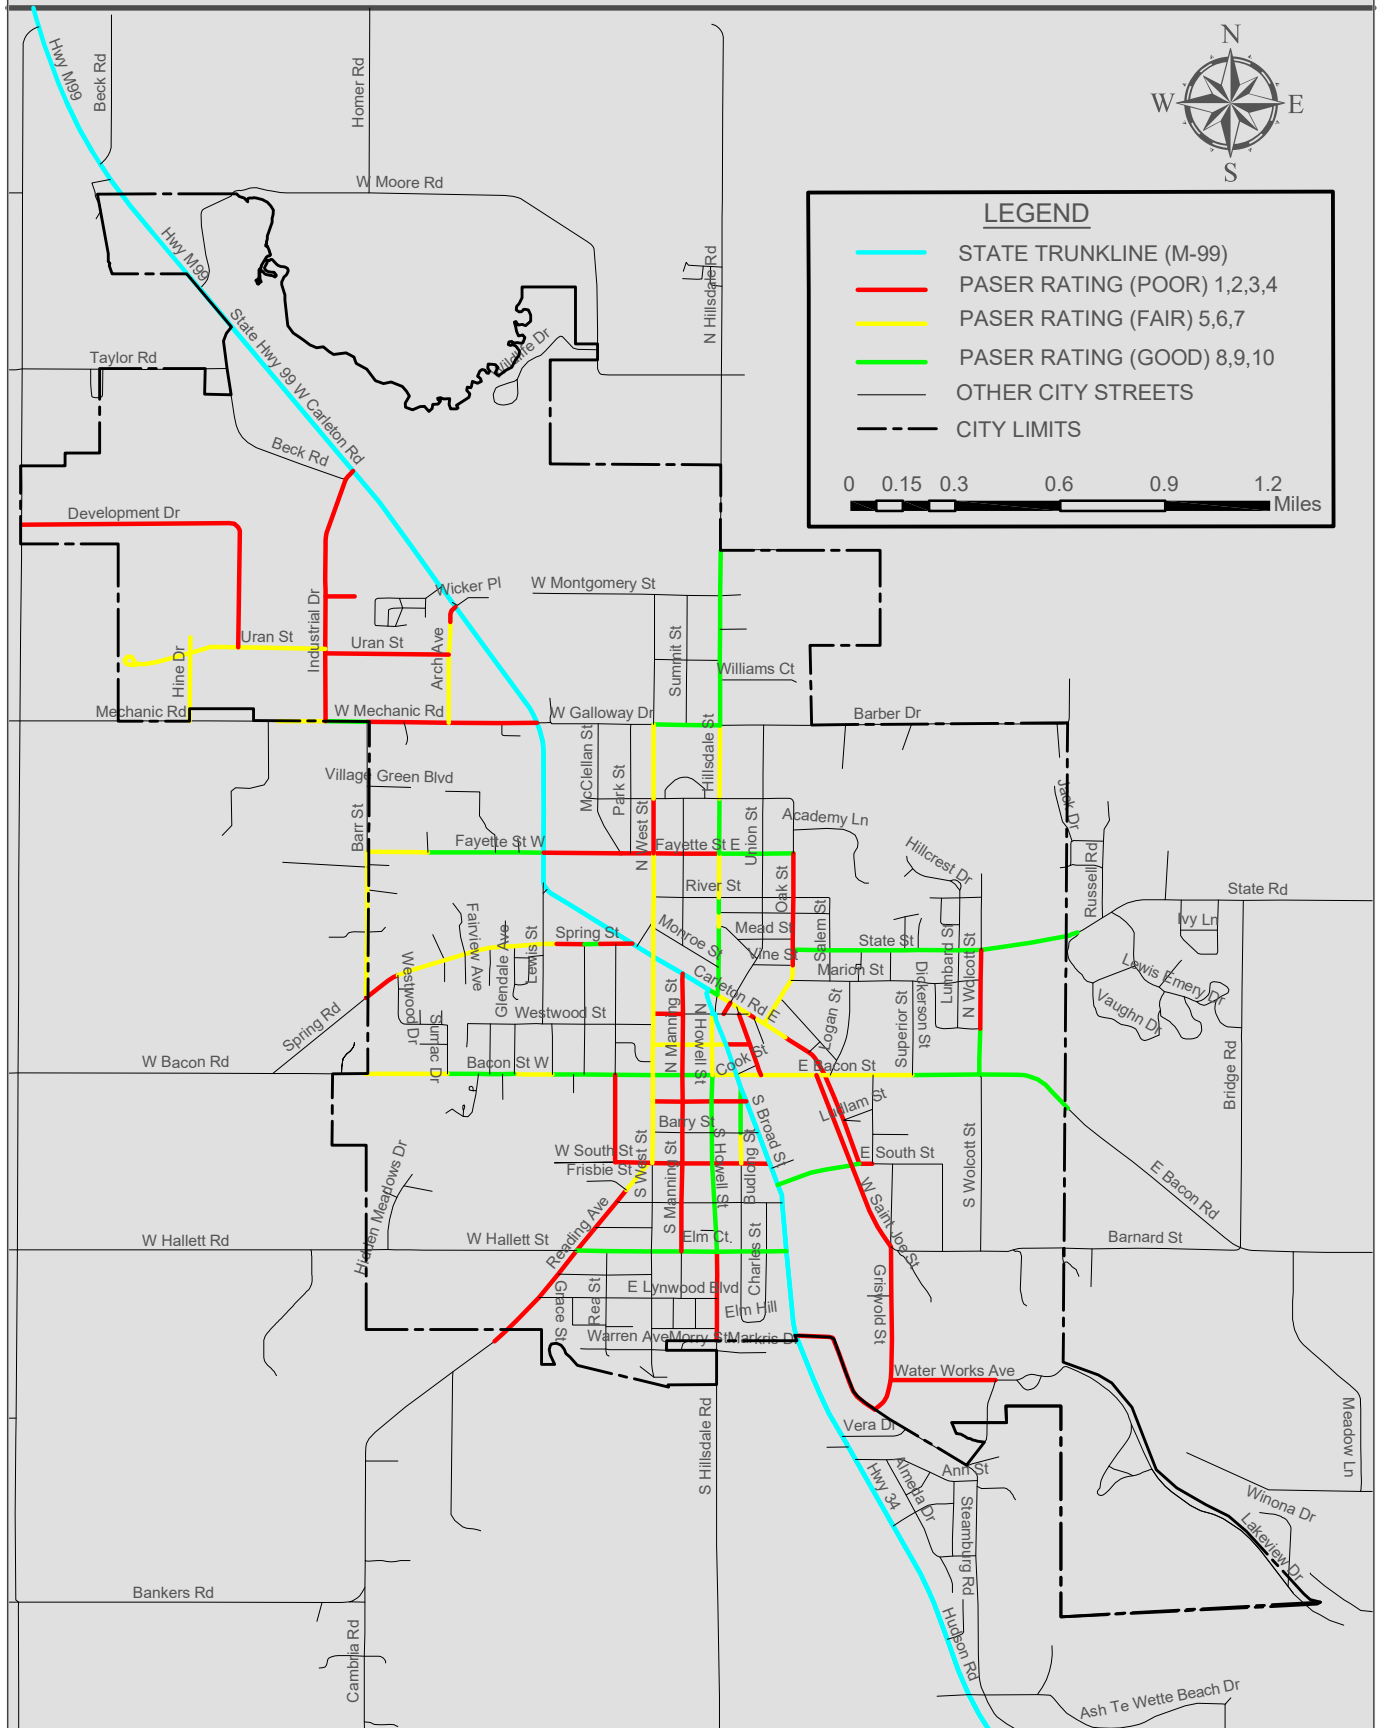 N
W E
S
LEGEND
STATE TRUNKLINE (M-99)
PASER RATING (POOR) 1,2,3,4
PASER RATING (FAIR) 5,6,7
PASER RATING (GOOD) 8,9,10
OTHER CITY STREETS
CITY LIMITS
0 0.15 0.3 0.6 0.9 1.2
Miles
Hwy M99
Beck Rd
Homer Rd
W Moore Rd
Hwy M99
N Hillsdale Rd
State Hwy 99 W Carleton Rd
Wildlife Dr
Taylor Rd
Beck Rd
Development Dr
Wicker Pl
W Montgomery St
Industrial Dr
Uran St
Uran St
Hine Dr
Arch Ave
Summit St
Williams Ct
Mechanic Rd
W Mechanic Rd
W Galloway Dr
Barber Dr
McClellan St
Park St
Hillsdale St
Village Green Blvd
Barr St
N West St
Union St
Academy Ln
Jack Dr
Fayette St W
Fayette St E
Hillcrest Dr
Russell Rd
River St
Oak St
State Rd
Fairview Ave
Glendale Ave
Lewis St
Spring St
Monroe St
Mead St
Salem St
State St
Lumbard St
N Wolcott St
Ivy Ln
Vine St
Marion St
Dickerson St
Lewis Emery Dr
Westwood Dr
Carleton Rd E
Vaughn Dr
Spring Rd
Sumac Dr
Westwood St
N Manning St
N Howell St
Logan St
Superior St
W Bacon Rd
Bacon St W
Cook St
E Bacon St
Bridge Rd
Ludlam St
Barry St
S Broad St
W South St
Frisbie St
S West St
S Manning St
S Howell St
Budlong St
E South St
S Wolcott St
E Bacon Rd
Hidden Meadows Dr
Reading Ave
W Saint Joe St
W Hallett Rd
W Hallett St
Elm Ct.
Charles St
Barnard St
Grace St
Rea St
E Lynwood Blvd
Elm Hill
Griswold St
Warren Ave
Morry St
Markris Dr
Water Works Ave
S Hillsdale Rd
Vera Dr
Meadow Ln
Hwy 34
Almeda Dr
Ann St
Steamburg Rd
Winona Dr
Lakeview Dr
Bankers Rd
Cambria Rd
Hudson Rd
Ash Te Wette Beach Dr